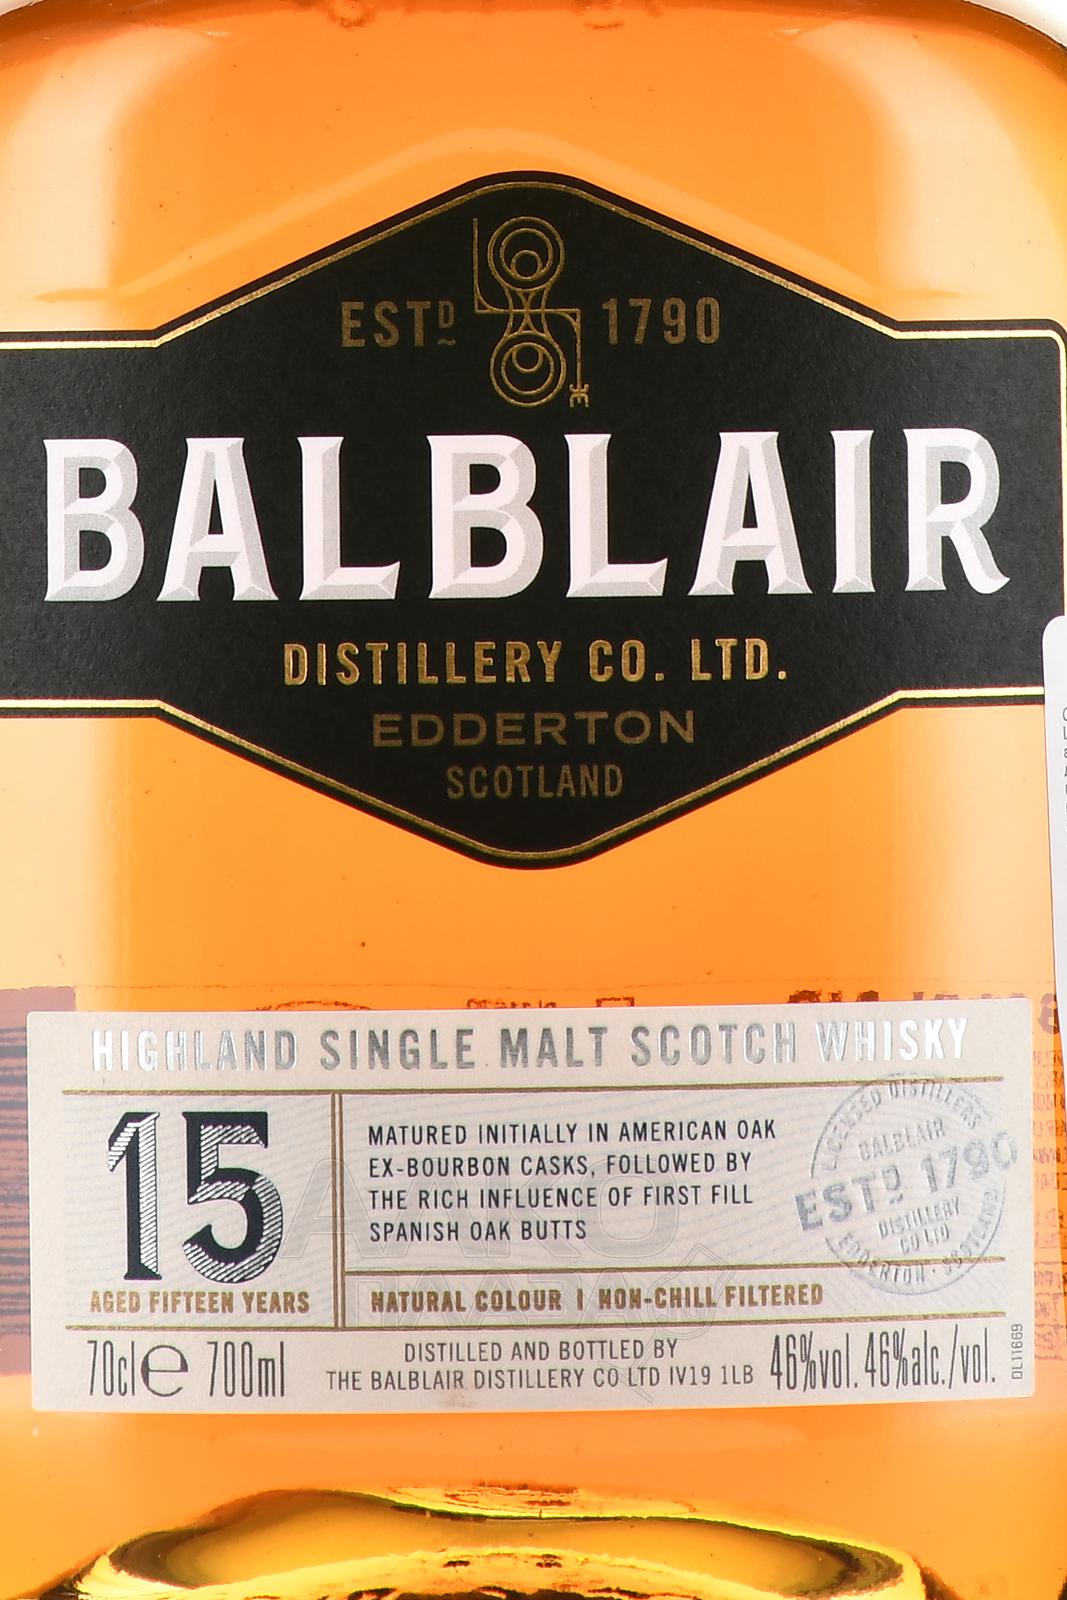 ESTD 1790
BALBLAIR
DISTILLERY CO. LTD.
EDDERTON
SCOTLAND
HIGHLAND SINGLE MALT SCOTCH WHISKY
15
AGED FIFTEEN YEARS
MATURED INITIALLY IN AMERICAN OAK
EX-BOURBON CASKS, FOLLOWED BY
THE RICH INFLUENCE OF FIRST FILL
SPANISH OAK BUTTS
NATURAL COLOUR | NON-CHILL FILTERED
LICENSED DISTILLERS
BALBLAIR
ESTD 1790
DISTILLERY
CO LTD
EDDERTON · SCOTLAND
70cl e 700ml
DISTILLED AND BOTTLED BY
THE BALBLAIR DISTILLERY CO LTD IV19 1LB
46%vol. 46%alc./vol.
DL11669